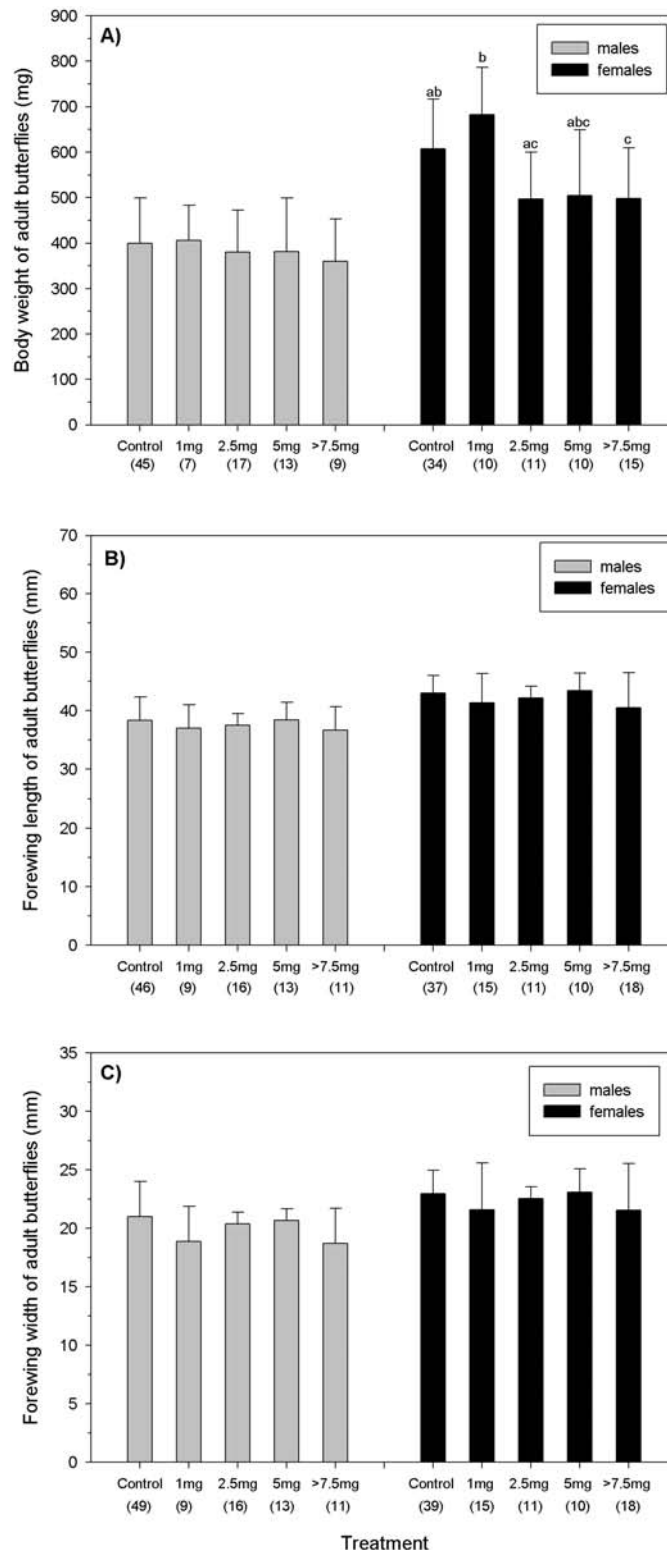 A)
males
females
Body weight of adult butterflies (mg)
900
800
700
600
500
400
300
200
100
0
ab
b
ac
abc
c
Control 1mg 2.5mg 5mg >7.5mg Control 1mg 2.5mg 5mg >7.5mg
(45) (7) (17) (13) (9) (34) (10) (11) (10) (15)
B)
males
females
Forewing length of adult butterflies (mm)
70
60
50
40
30
20
10
0
Control 1mg 2.5mg 5mg >7.5mg Control 1mg 2.5mg 5mg >7.5mg
(46) (9) (16) (13) (11) (37) (15) (11) (10) (18)
C)
males
females
Forewing width of adult butterflies (mm)
35
30
25
20
15
10
5
0
Control 1mg 2.5mg 5mg >7.5mg Control 1mg 2.5mg 5mg >7.5mg
(49) (9) (16) (13) (11) (39) (15) (11) (10) (18)
Treatment